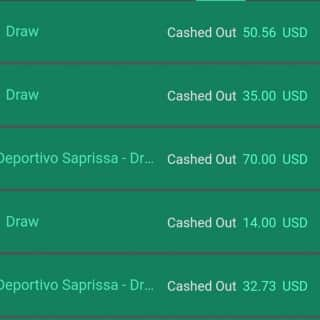 Draw Cashed Out 50.56 USD
Draw Cashed Out 35.00 USD
Deportivo Saprissa - Dr... Cashed Out 70.00 USD
Draw Cashed Out 14.00 USD
Deportivo Saprissa - Dr... Cashed Out 32.73 USD